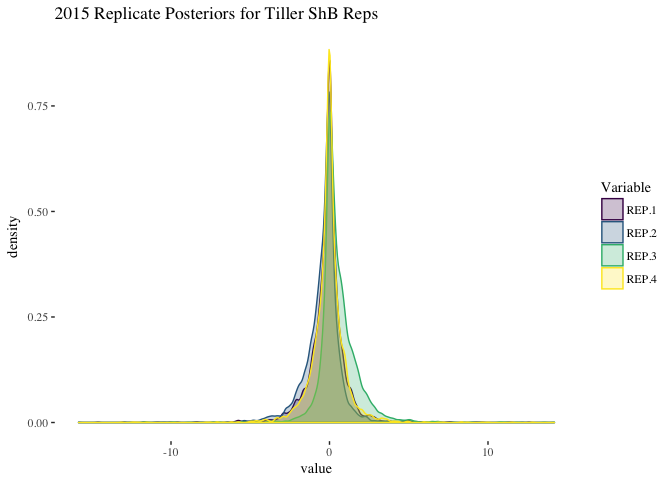 2015 Replicate Posteriors for Tiller ShB Reps
0.75
0.50
0.25
0.00
density
-10
0
10
value
Variable
REP.1
REP.2
REP.3
REP.4